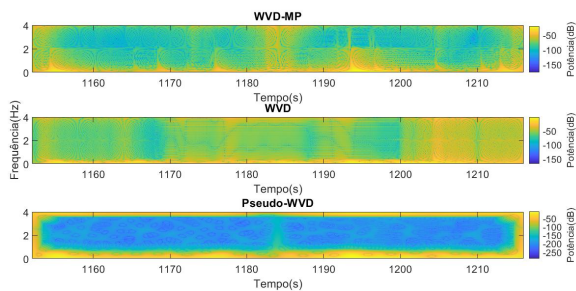 WVD-MP
4
2
0
1160 1170 1180 1190 1200 1210
Tempo(s)
-50
-100
-150
Potência(dB)
WVD
Frequência(Hz)
4
2
0
1160 1170 1180 1190 1200 1210
Tempo(s)
-50
-100
-150
Potência(dB)
Pseudo-WVD
4
2
0
1160 1170 1180 1190 1200 1210
Tempo(s)
-50
-100
-150
-200
-250
Potência(dB)